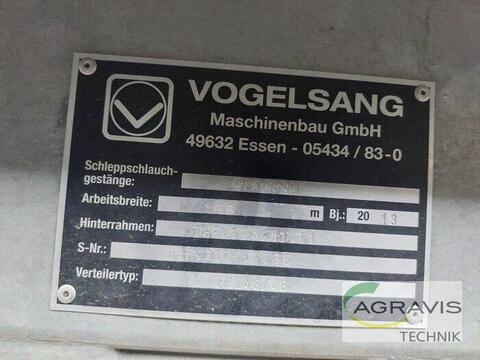 VOGELSANG
Maschinenbau GmbH
49632 Essen - 05434 / 83-0
Schleppschlauch-
gestänge:
Arbeitsbreite: m Bj.: 20 13
Hinterrahmen:
S-Nr.:
Verteilertyp:
AGRAVIS
TECHNIK